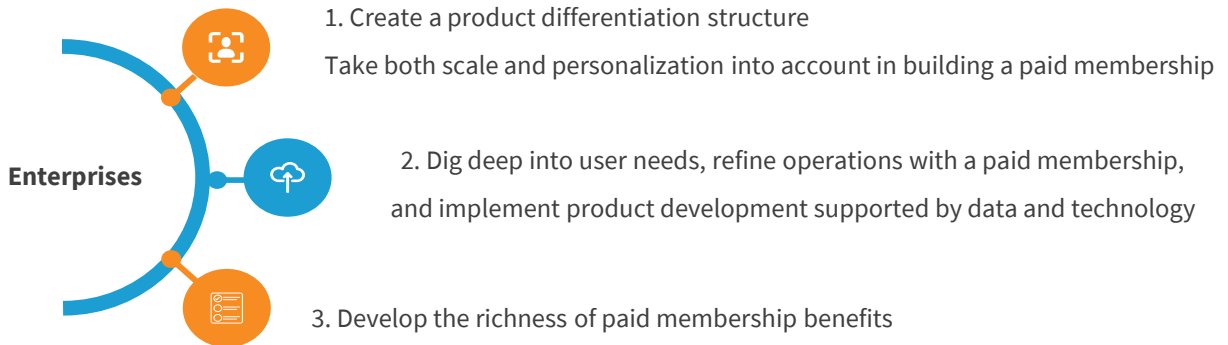 1. Create a product differentiation structure
Take both scale and personalization into account in building a paid membership
Enterprises
2. Dig deep into user needs, refine operations with a paid membership,
and implement product development supported by data and technology
3. Develop the richness of paid membership benefits